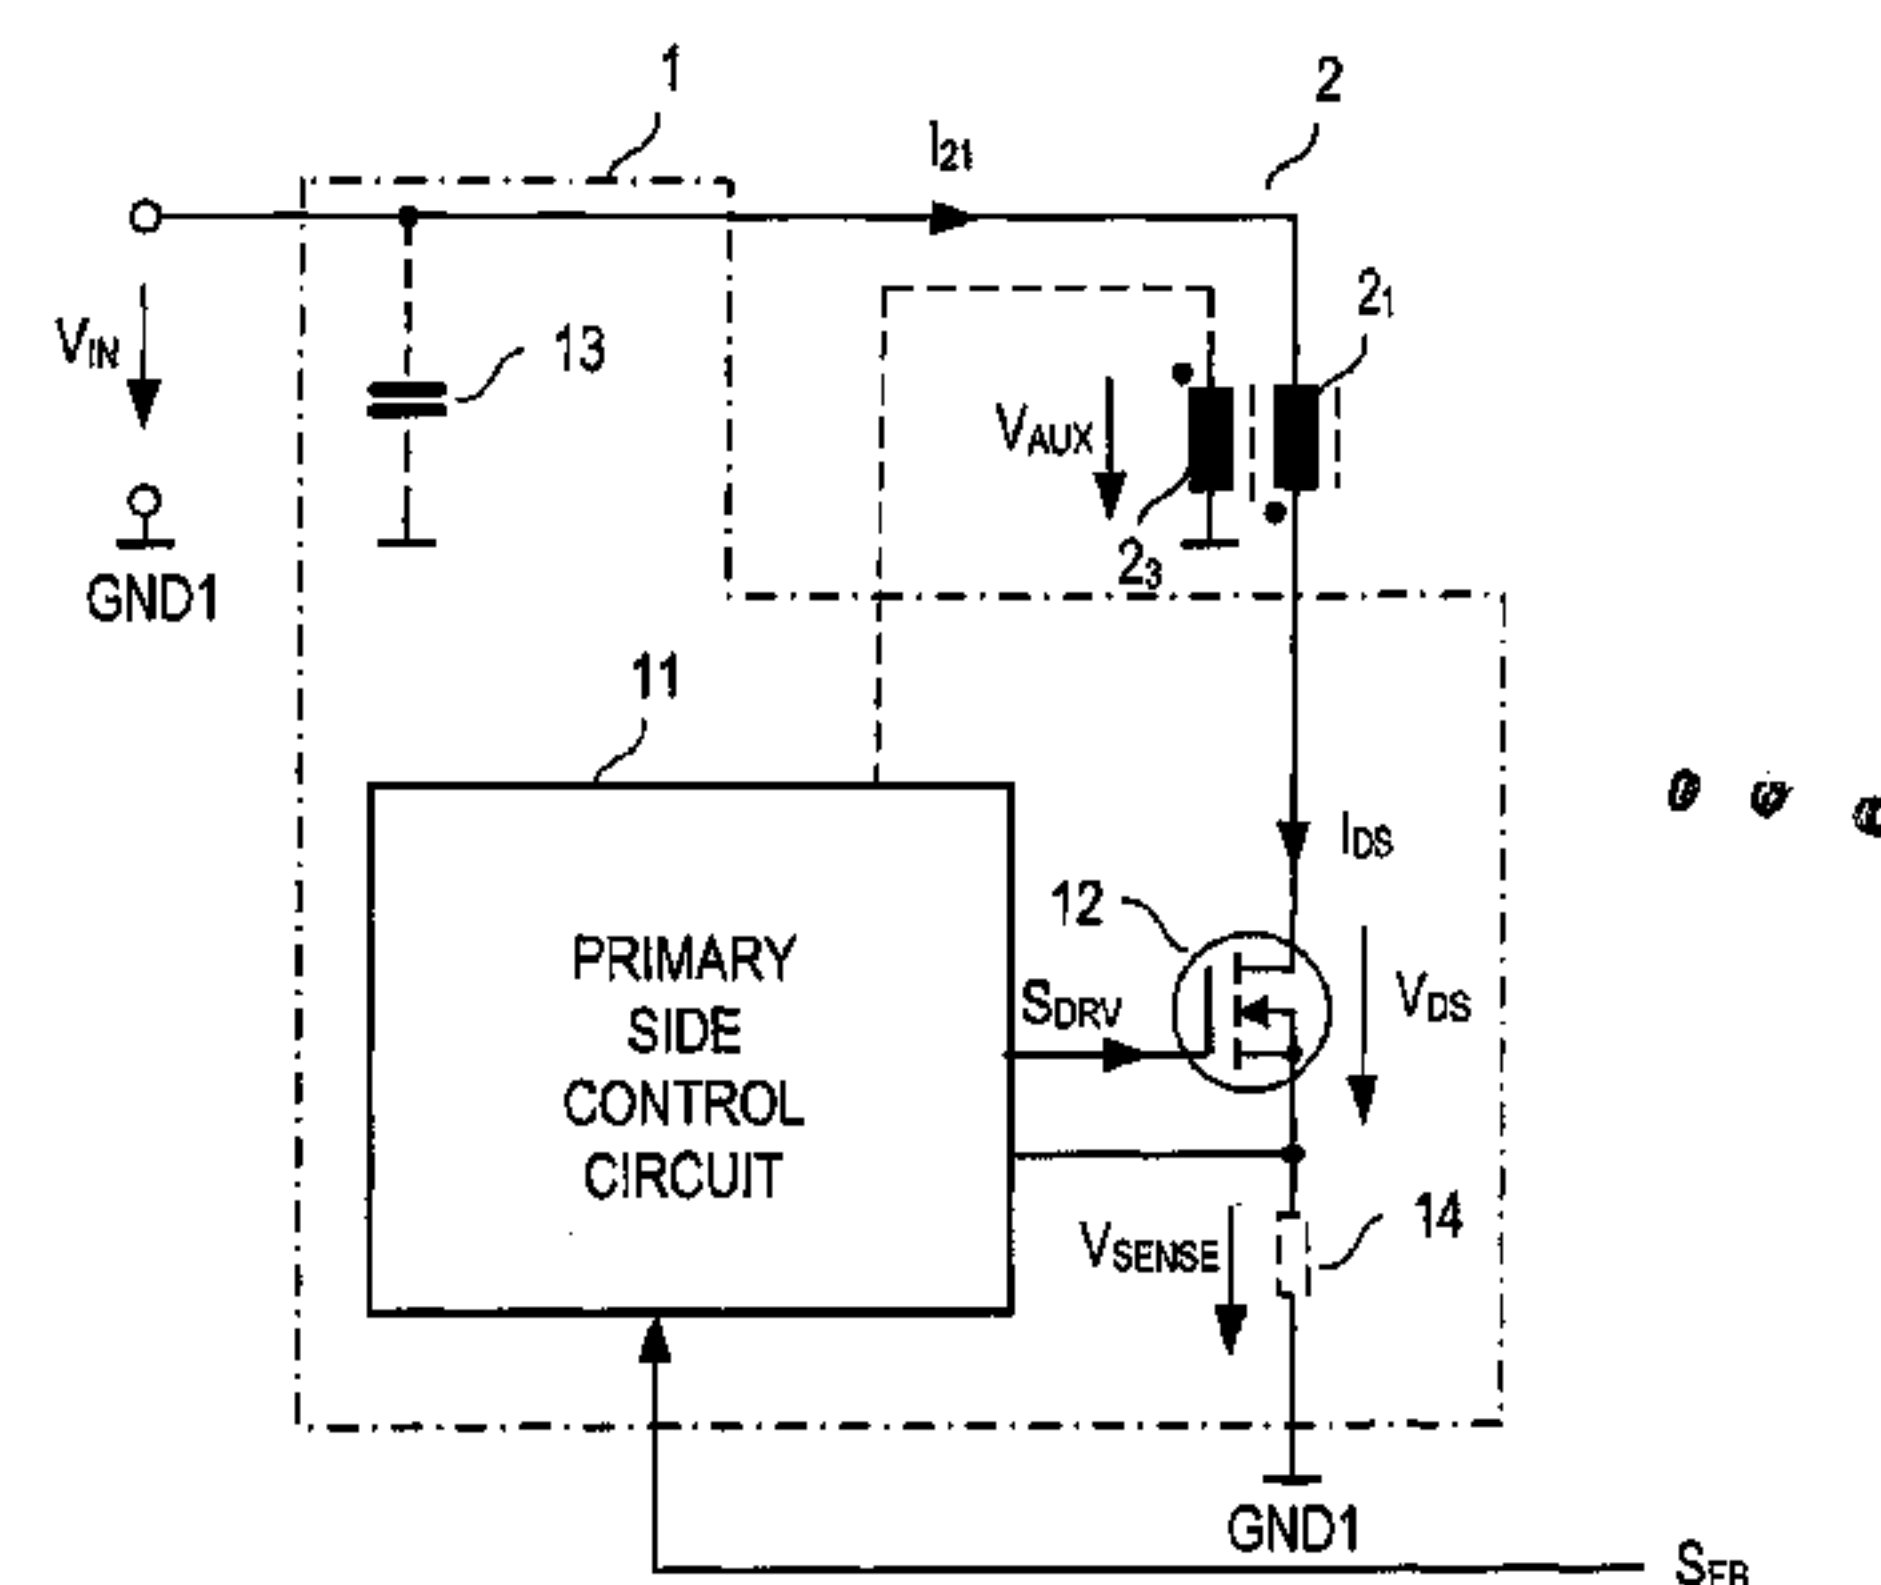 1
2
I21
21
VIN
13
VAUX
23
GND1
11
IDS
12
VDS
SDRV
PRIMARY
SIDE
CONTROL
CIRCUIT
14
VSENSE
GND1
SFB